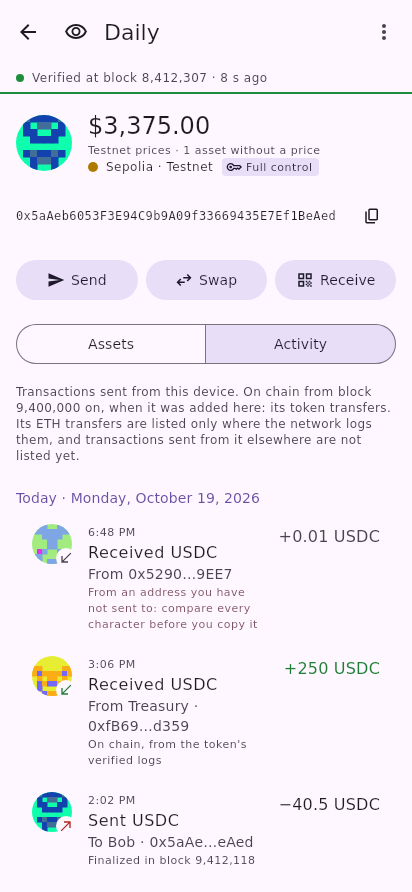 Daily
Verified at block 8,412,307 · 8 s ago
$3,375.00
Testnet prices · 1 asset without a price
Sepolia · Testnet
Full control
0x5aAeb6053F3E94C9b9A09f33669435E7Ef1BeAed
Send
Swap
Receive
Assets
Activity
Transactions sent from this device. On chain from block
9,400,000 on, when it was added here: its token transfers.
Its ETH transfers are listed only where the network logs
them, and transactions sent from it elsewhere are not
listed yet.
Today · Monday, October 19, 2026
6:48 PM
Received USDC
+0.01 USDC
From 0x5290...9EE7
From an address you have
not sent to: compare every
character before you copy it
3:06 PM
Received USDC
+250 USDC
From Treasury ·
0xfB69...d359
On chain, from the token's
verified logs
2:02 PM
Sent USDC
−40.5 USDC
To Bob · 0x5aAe...eAed
Finalized in block 9,412,118